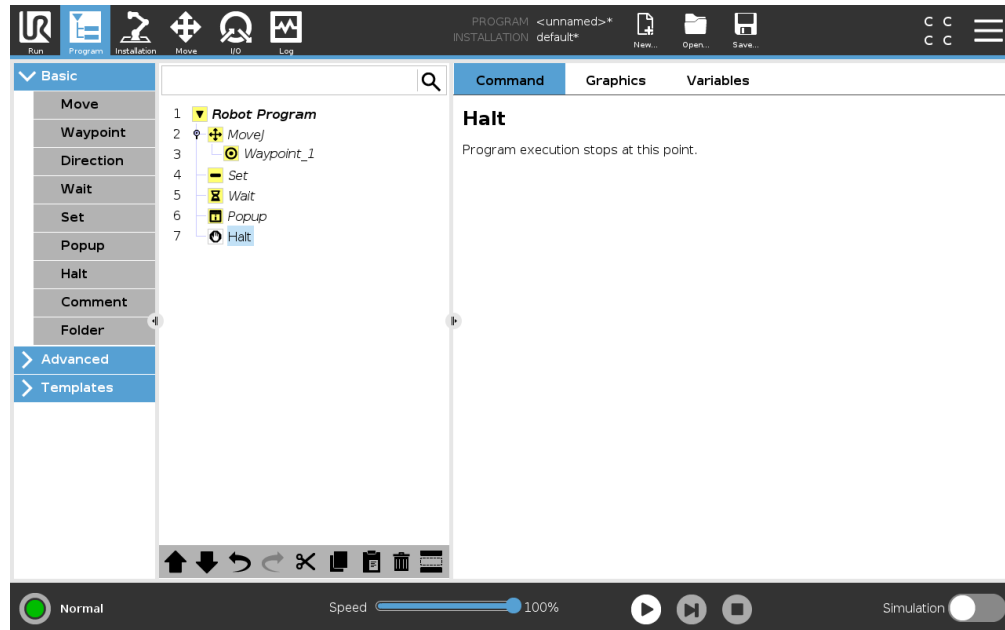 UR
PROGRAM <unnamed>*
INSTALLATION default*
C C
C C
Run Program Installation Move I/O Log New... Open... Save...
Basic
Move
Waypoint
Direction
Wait
Set
Popup
Halt
Comment
Folder
Advanced
Templates
1 Robot Program
2 MoveJ
3 Waypoint_1
4 Set
5 Wait
6 Popup
7 Halt
Command Graphics Variables
Halt
Program execution stops at this point.
Normal
Speed 100%
Simulation